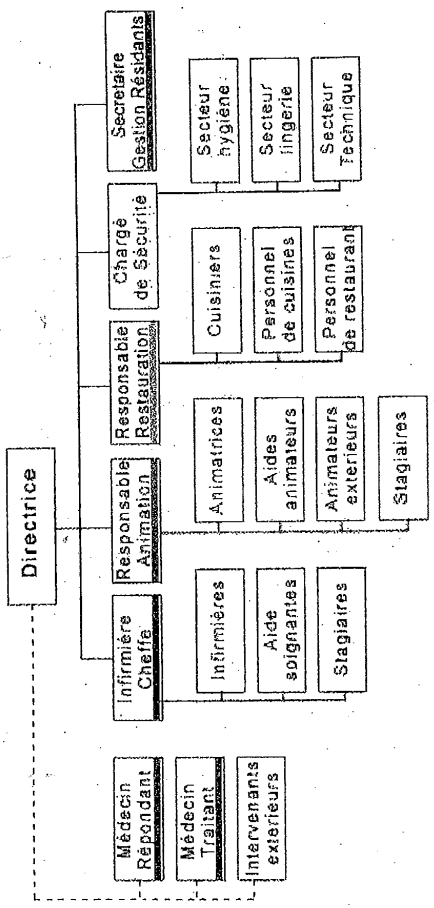 Directrice
Médecin
Répondant
Médecin
Traitant
Intervenants
extérieurs
Infirmière
Cheffe
Infirmières
Aide
soignantes
Stagiaires
Responsable
Animation
Animatrices
Aides
animateurs
Animateurs
extérieurs
Stagiaires
Responsable
Restauration
Cuisiniers
Personnel
de cuisines
Personnel
de restaurant
Chargé
de Sécurité
Secteur
hygiène
Secteur
lingerie
Secteur
Technique
Secrétaire
Gestion Résidants